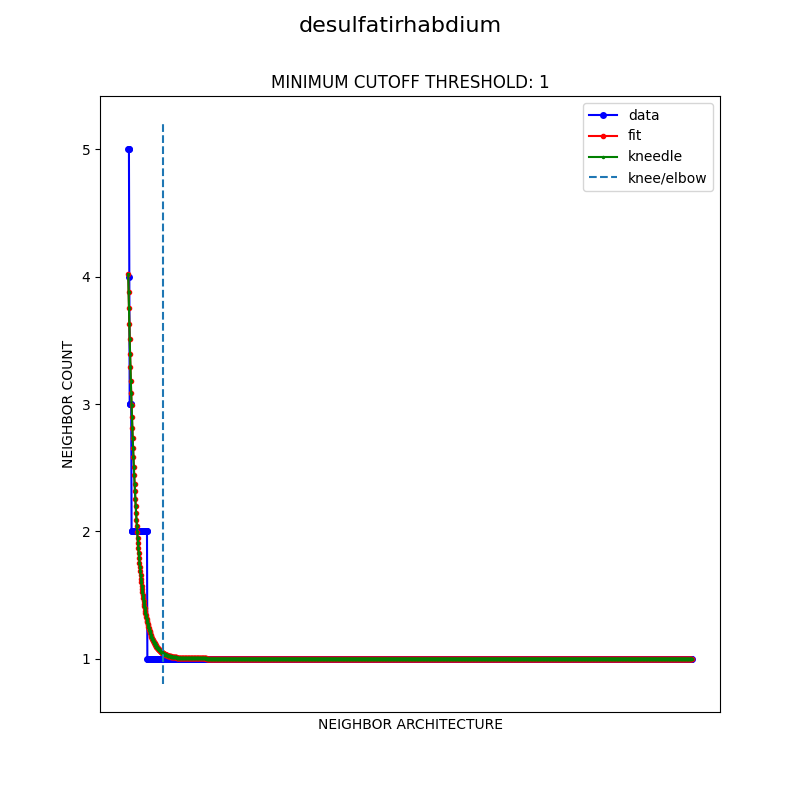 desulfatirhabdium
MINIMUM CUTOFF THRESHOLD: 1
data
fit
kneedle
knee/elbow
5
4
3
2
1
NEIGHBOR COUNT
NEIGHBOR ARCHITECTURE